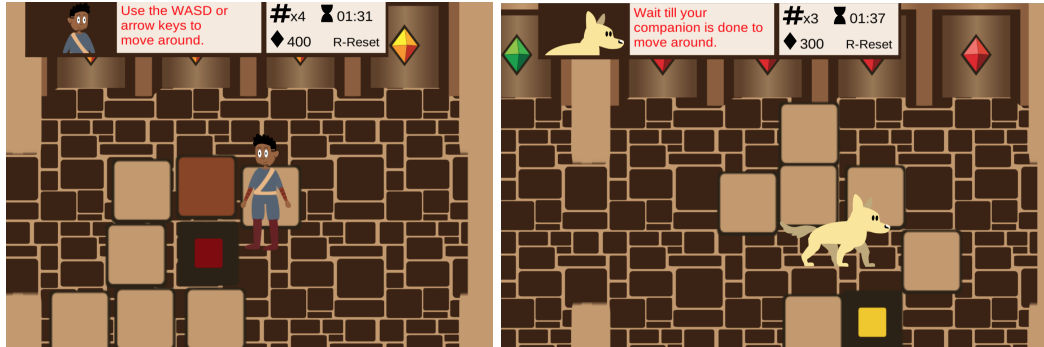 Use the WASD or
arrow keys to
move around.
#x4 01:31
400 R-Reset
Wait till your
companion is done to
move around.
#x3 01:37
300 R-Reset